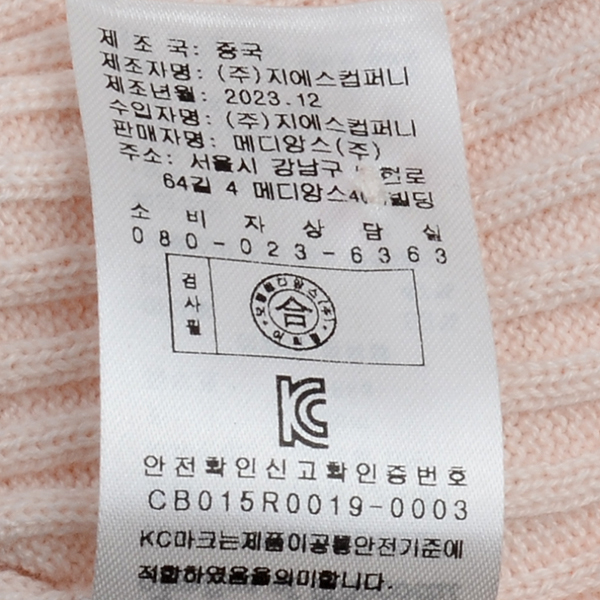 제 조 국: 중국
제조자명: (주)지에스컴퍼니
제조년월: 2023.12
수입자명: (주)지에스컴퍼니
판매자명: 메디앙스(주)
주소: 서울시 강남구
64길 4
소 비 자 상 담 실
080-023-6363
검사필
合
KC
안전확인신고확인증번호
CB015R0019-0003
KC마크는제품이공통안전기준에
적합하였음을의미합니다.